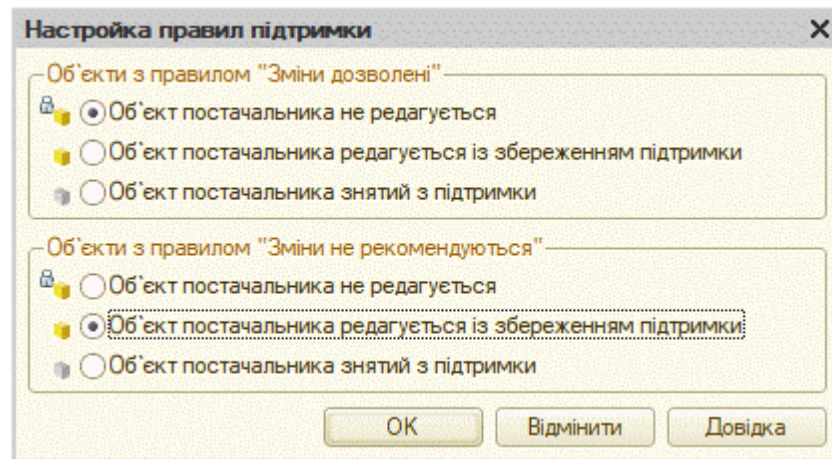 Настройка правил підтримки
Об`єкти з правилом "Зміни дозволені"
Об`єкт постачальника не редагується
Об`єкт постачальника редагується із збереженням підтримки
Об`єкт постачальника знятий з підтримки
Об`єкти з правилом "Зміни не рекомендуються"
Об`єкт постачальника не редагується
Об`єкт постачальника редагується із збереженням підтримки
Об`єкт постачальника знятий з підтримки
ОК Відмінити Довідка